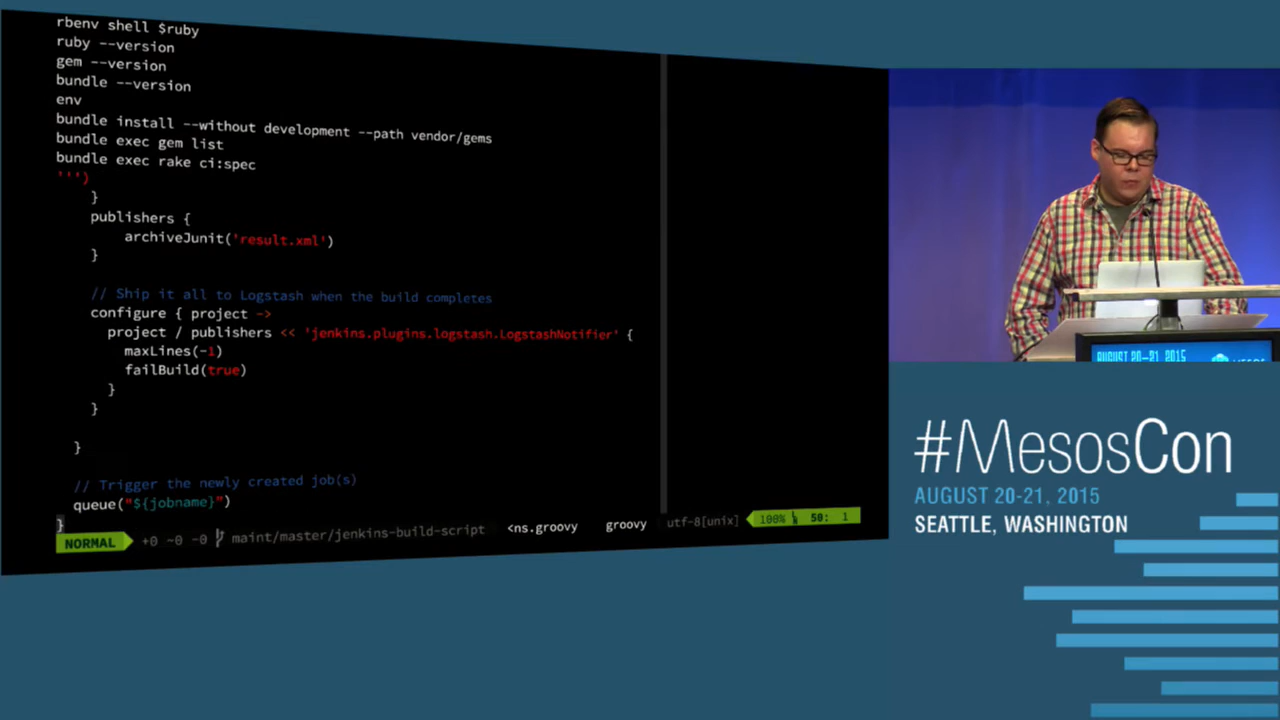 rbenv shell $ruby
ruby --version
gem --version
bundle --version
env
bundle install --without development --path vendor/gems
bundle exec gem list
bundle exec rake ci:spec
''')
}
publishers {
archiveJunit('result.xml')
}
// Ship it all to Logstash when the build completes
configure { project ->
project / publishers << 'jenkins.plugins.logstash.LogstashNotifier' {
maxLines(-1)
failBuild(true)
}
}
}
// Trigger the newly created job(s)
queue("${jobname}")
}
NORMAL +0 ~0 -0 maint/master/jenkins-build-script <ns.groovy groovy utf-8[unix] 100% 50: 1
AUGUST 20-21, 2015
#MesosCon
AUGUST 20-21, 2015
SEATTLE, WASHINGTON